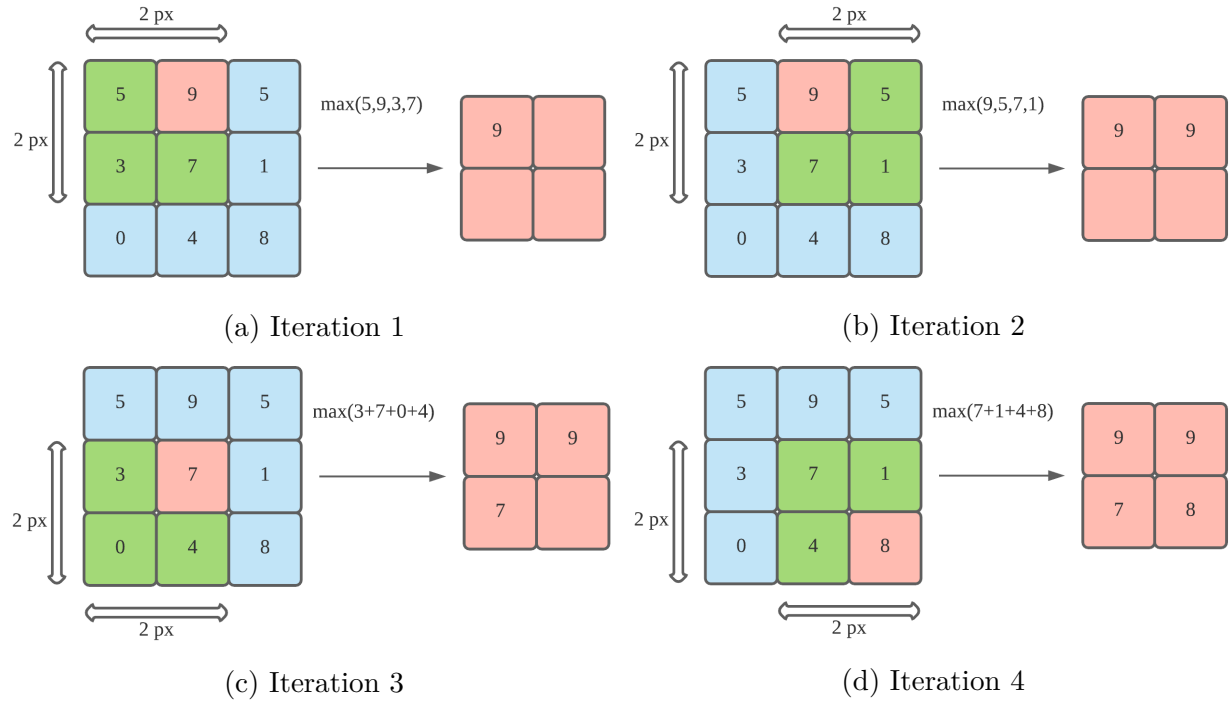 2 px
2 px
5 9 5
3 7 1
0 4 8
max(5,9,3,7)
9
(a) Iteration 1
2 px
2 px
5 9 5
3 7 1
0 4 8
max(9,5,7,1)
9 9
(b) Iteration 2
5 9 5
3 7 1
0 4 8
2 px
2 px
max(3+7+0+4)
9 9
7
(c) Iteration 3
5 9 5
3 7 1
0 4 8
2 px
2 px
max(7+1+4+8)
9 9
7 8
(d) Iteration 4